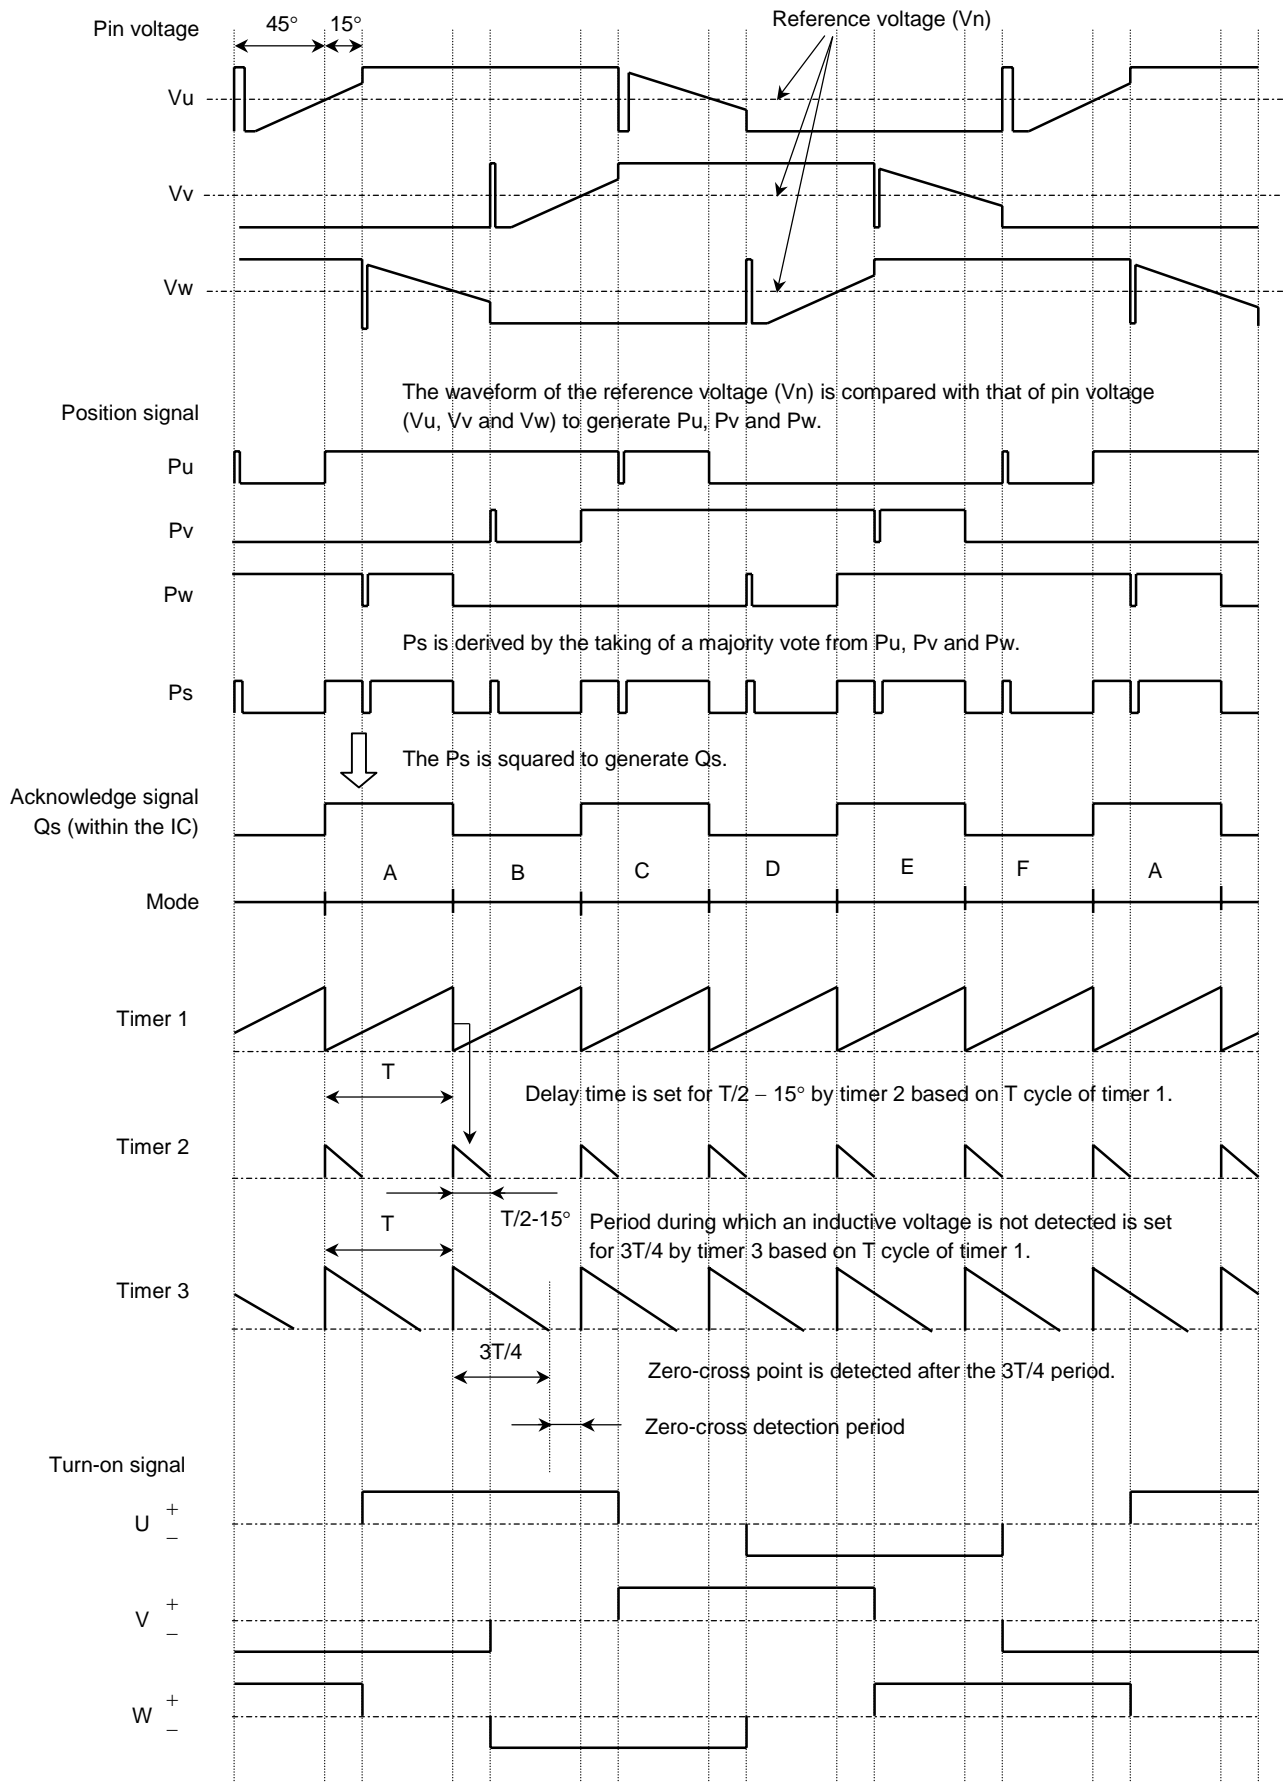 Reference voltage (Vn)
Pin voltage
45°
15°
Vu
Vv
Vw
The waveform of the reference voltage (Vn) is compared with that of pin voltage
(Vu, Vv and Vw) to generate Pu, Pv and Pw.
Position signal
Pu
Pv
Pw
Ps is derived by the taking of a majority vote from Pu, Pv and Pw.
Ps
The Ps is squared to generate Qs.
Acknowledge signal
Qs (within the IC)
A B C D E F A
Mode
Timer 1
T
Delay time is set for T/2 − 15° by timer 2 based on T cycle of timer 1.
Timer 2
T/2-15°
T
Period during which an inductive voltage is not detected is set
for 3T/4 by timer 3 based on T cycle of timer 1.
Timer 3
3T/4
Zero-cross point is detected after the 3T/4 period.
Zero-cross detection period
Turn-on signal
+
U
−
+
V
−
+
W
−